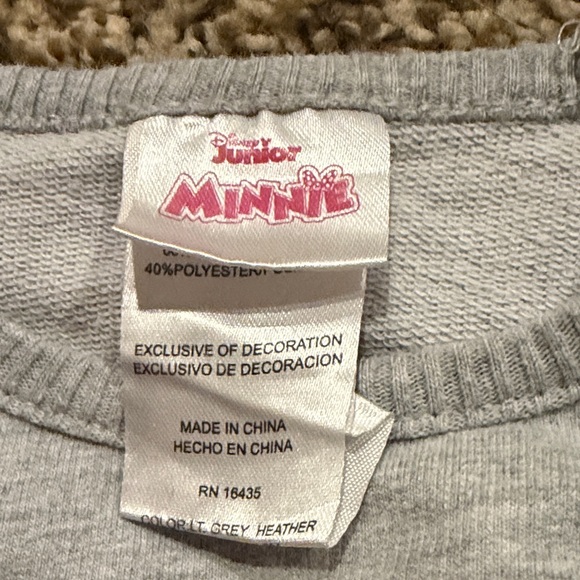 Disney
Junior
MINNIE
40%POLYESTER/
EXCLUSIVE OF DECORATION
EXCLUSIVO DE DECORACION
MADE IN CHINA
HECHO EN CHINA
RN 16435
COLOR LT. GREY HEATHER